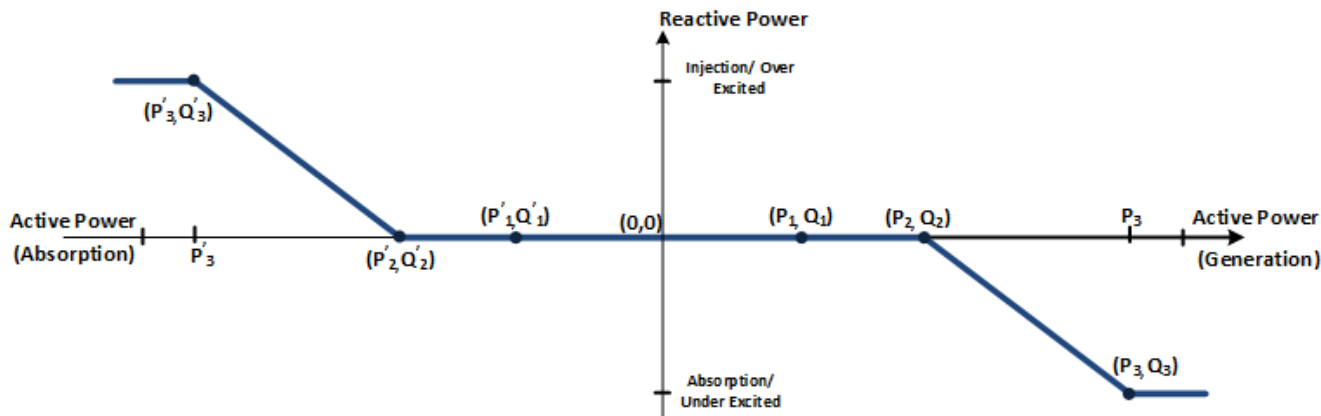 Reactive Power
Injection/ Over
Excited
(P'3,Q'3)
Active Power
(Absorption)
P'3
(P'2,Q'2)
(P'1,Q'1)
(0,0)
(P1, Q1)
(P2, Q2)
P3
Active Power
(Generation)
(P3, Q3)
Absorption/
Under Excited